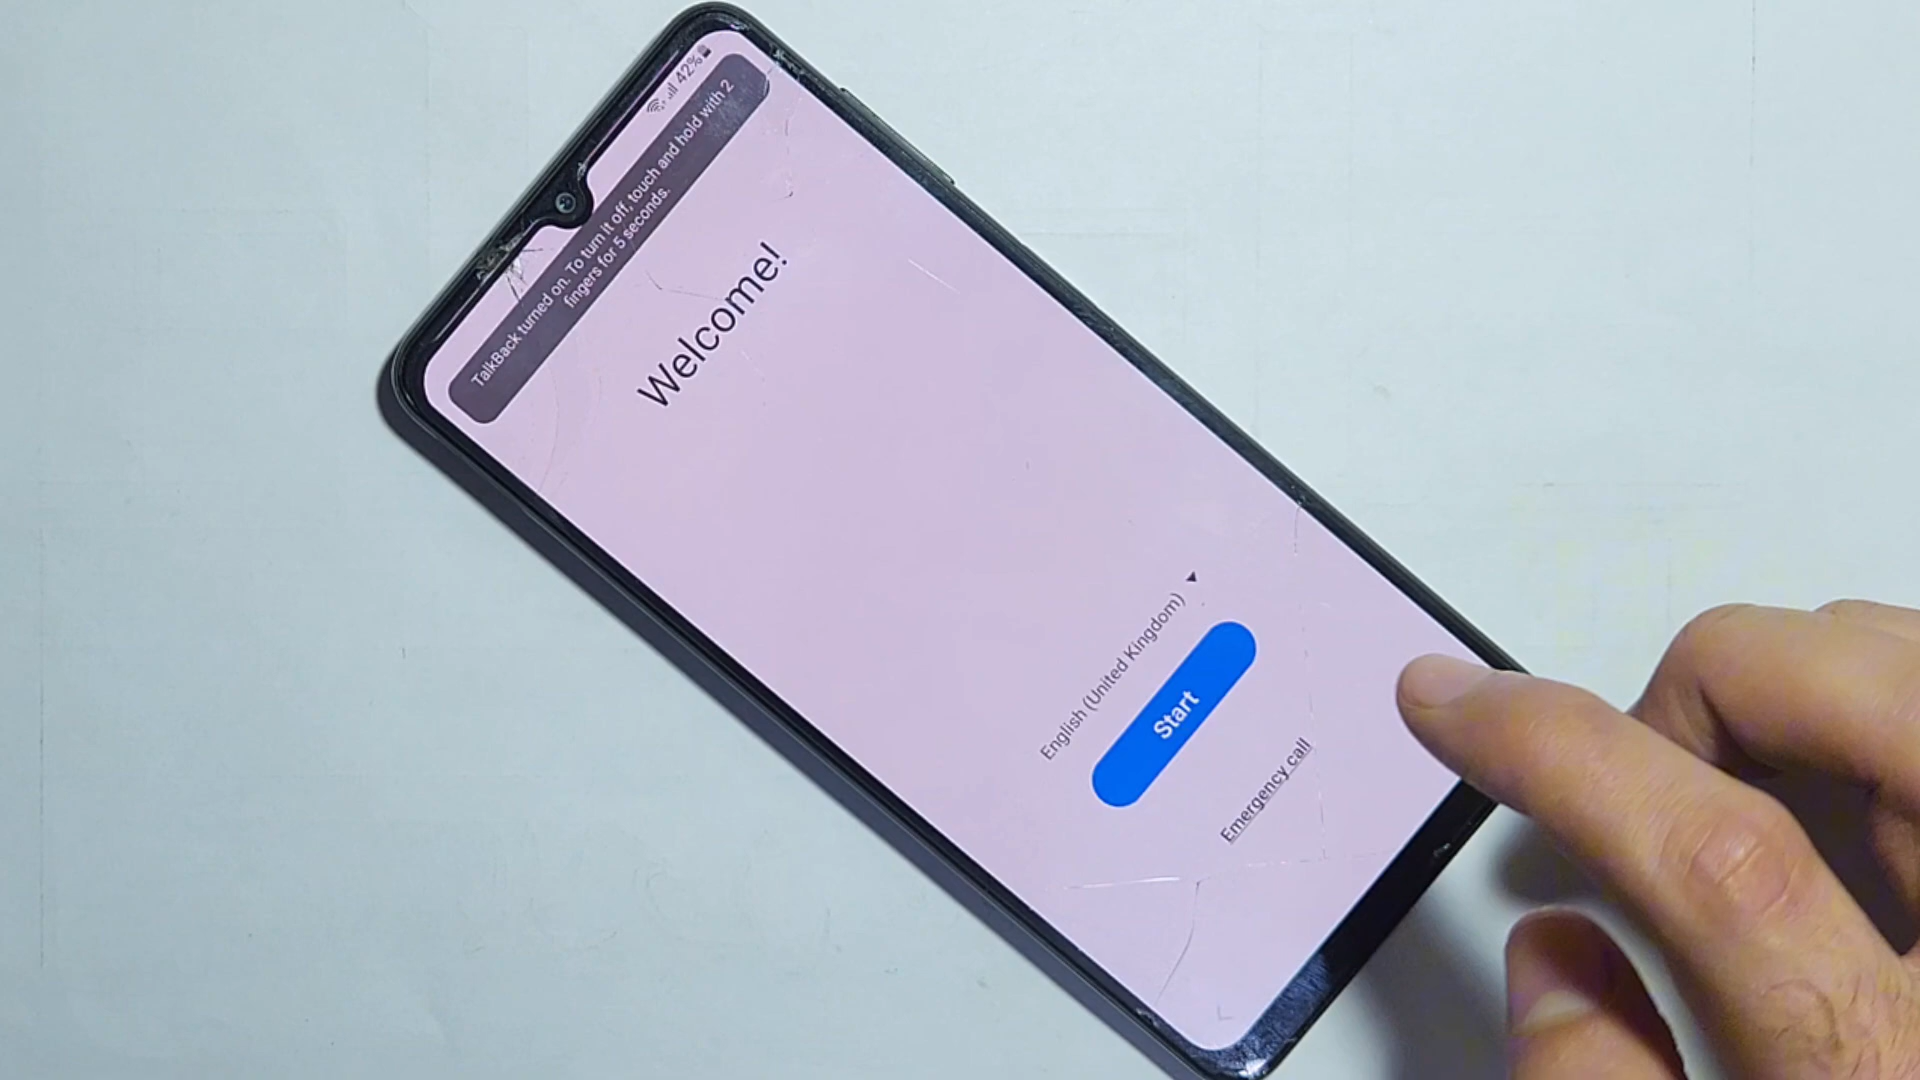 42%
TalkBack turned on. To turn it off, touch and hold with 2
fingers for 5 seconds.
Welcome!
English (United Kingdom)
Start
Emergency call